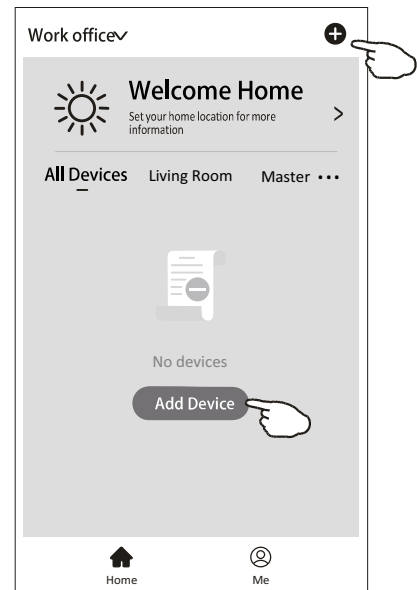 Work office
Welcome Home
Set your home location for more
information
All Devices Living Room Master ...
No devices
Add Device
Home Me